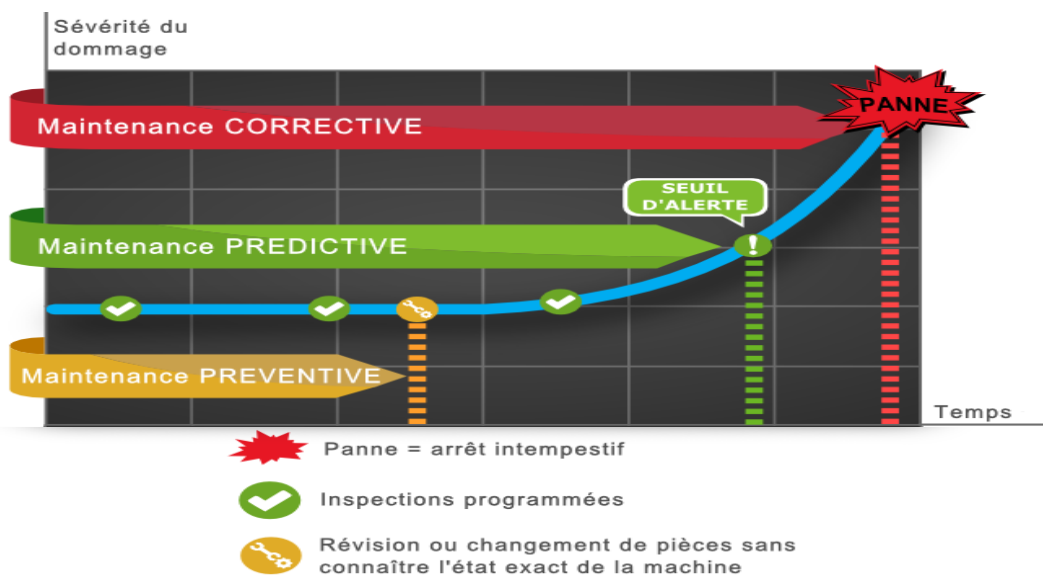 Sévérité du
dommage
PANNE
Maintenance CORRECTIVE
SEUIL
D'ALERTE
Maintenance PREDICTIVE
!
Maintenance PREVENTIVE
Temps
Panne = arrêt intempestif
Inspections programmées
Révision ou changement de pièces sans
connaître l'état exact de la machine